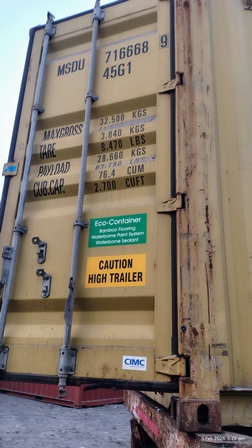 MSDU 716668 9
45G1
MAXGROSS 32.500 KGS
TARE 3.840 KGS
8.470 LBS
PAYLOAD 28.660 KGS
CUB.CAP. 76.4 CUM
2.700 CUFT
Eco-Container
Bamboo Flooring
Waterborne Paint System
Waterborne Sealant
CAUTION
HIGH TRAILER
CIMC